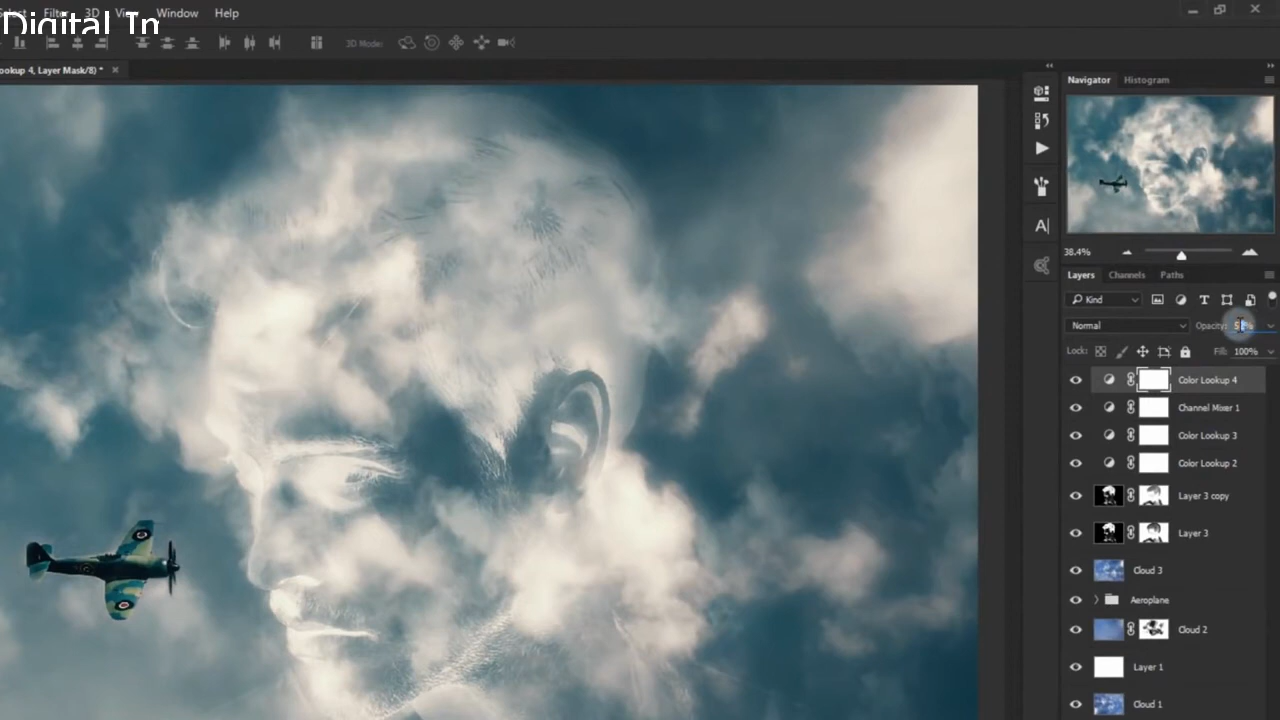 Select Filter 3D View Window Help
Digital Im
3D Mode:
ookup 4, Layer Mask/8) *
Navigator Histogram
38.4%
Layers Channels Paths
Kind
Normal Opacity:
Lock: Fill: 100%
Color Lookup 4
Channel Mixer 1
Color Lookup 3
Color Lookup 2
Layer 3 copy
Layer 3
Cloud 3
Aeroplane
Cloud 2
Layer 1
Cloud 1